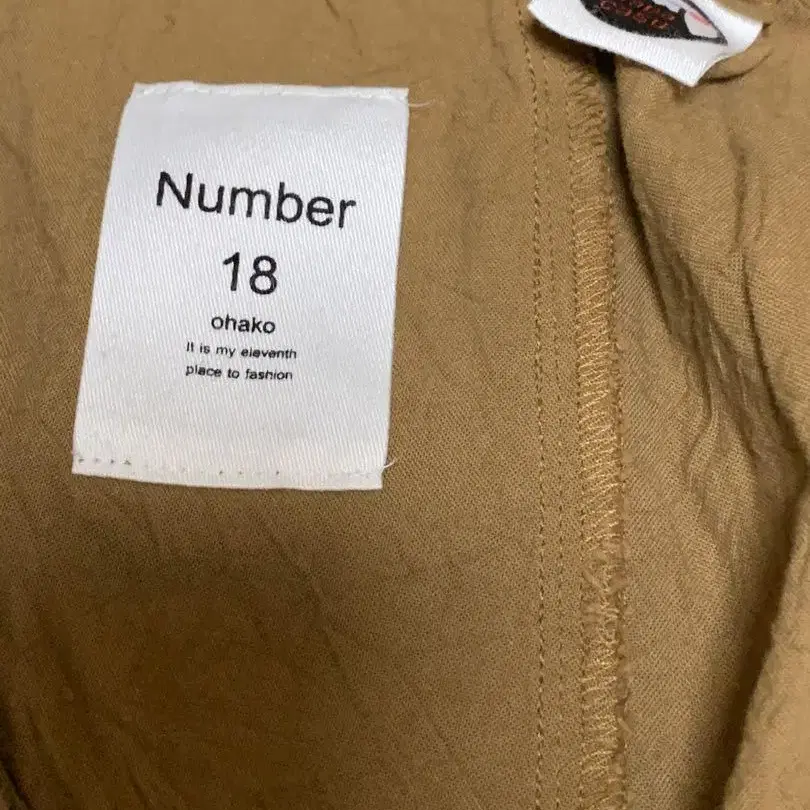 Number
18
ohako
It is my eleventh
place to fashion